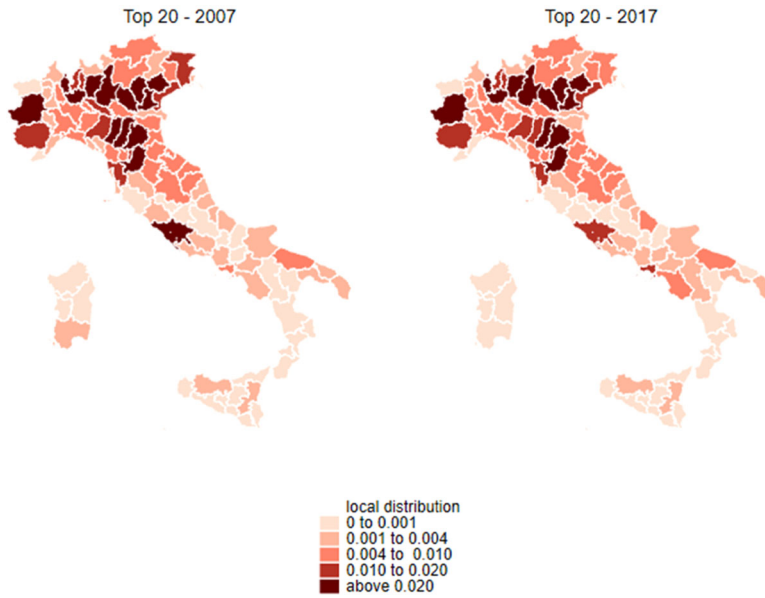 Top 20 - 2007
Top 20 - 2017
local distribution
0 to 0.001
0.001 to 0.004
0.004 to 0.010
0.010 to 0.020
above 0.020